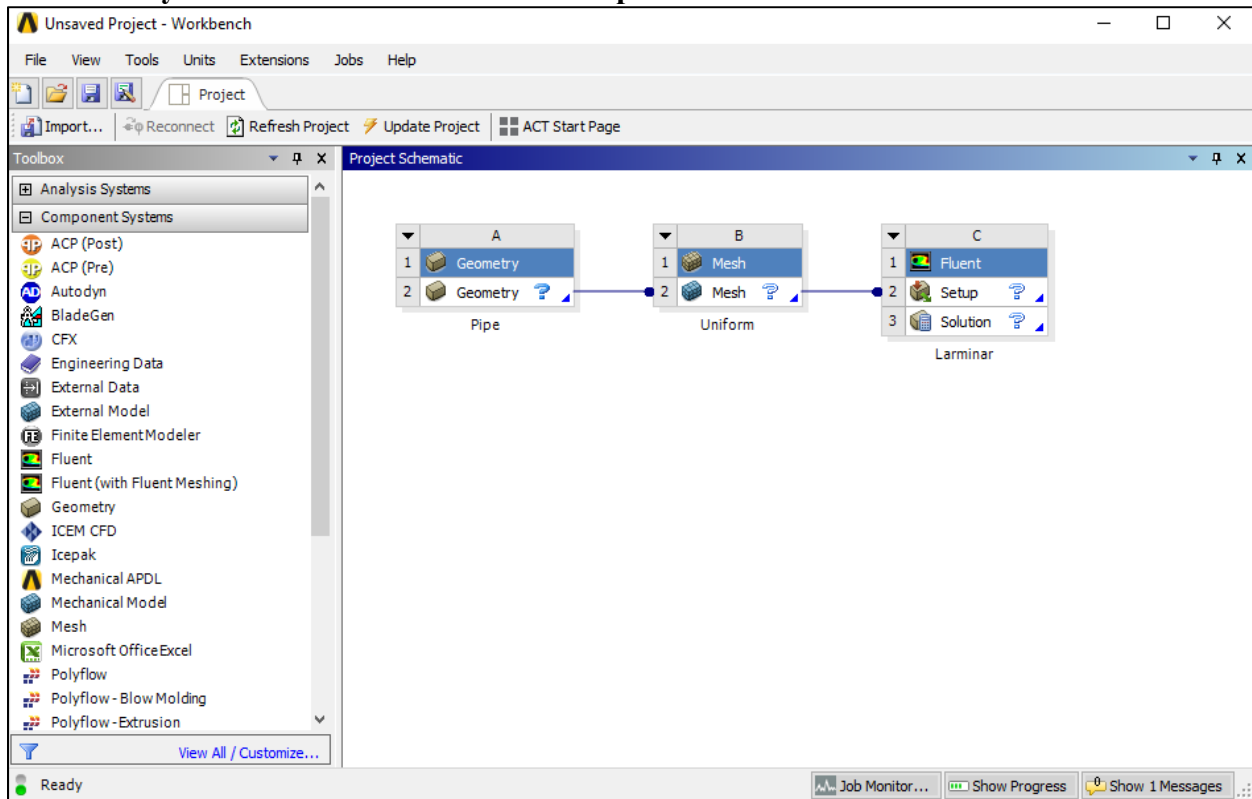 Unsaved Project - Workbench
File View Tools Units Extensions Jobs Help
Project
Import... Reconnect Refresh Project Update Project ACT Start Page
Toolbox
Project Schematic
Analysis Systems
Component Systems
ACP (Post)
ACP (Pre)
Autodyn
BladeGen
CFX
Engineering Data
External Data
External Model
Finite Element Modeler
Fluent
Fluent (with Fluent Meshing)
Geometry
ICEM CFD
Icepak
Mechanical APDL
Mechanical Model
Mesh
Microsoft Office Excel
Polyflow
Polyflow - Blow Molding
Polyflow - Extrusion
View All / Customize...
A
1 Geometry
2 Geometry ?
Pipe
B
1 Mesh
2 Mesh ?
Uniform
C
1 Fluent
2 Setup ?
3 Solution ?
Larminar
Ready
Job Monitor... Show Progress Show 1 Messages